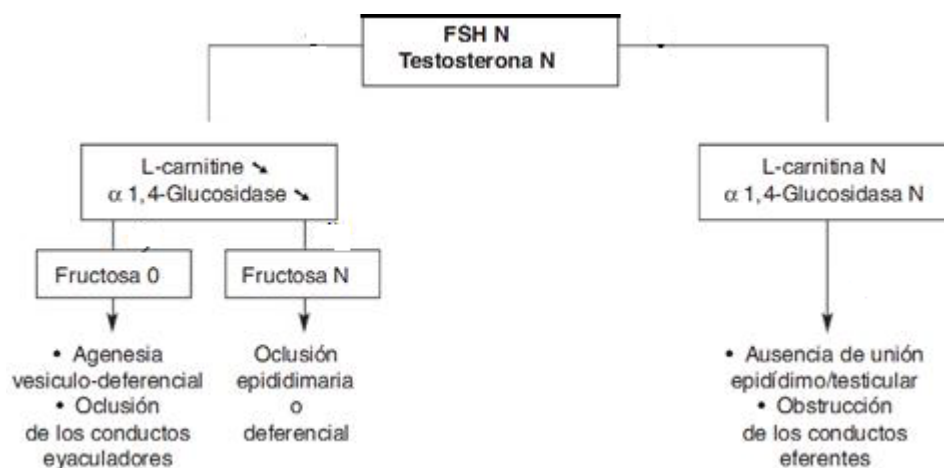 FSH N
Testosterona N
L-carnitine ↘
α 1,4-Glucosidase ↘
L-carnitina N
α 1,4-Glucosidasa N
Fructosa 0
Fructosa N
• Agenesia
vesiculo-deferencial
• Oclusión
de los conductos
eyaculadores
Oclusión
epididimaria
o
deferencial
• Ausencia de unión
epidídimo/testicular
• Obstrucción
de los conductos
eferentes